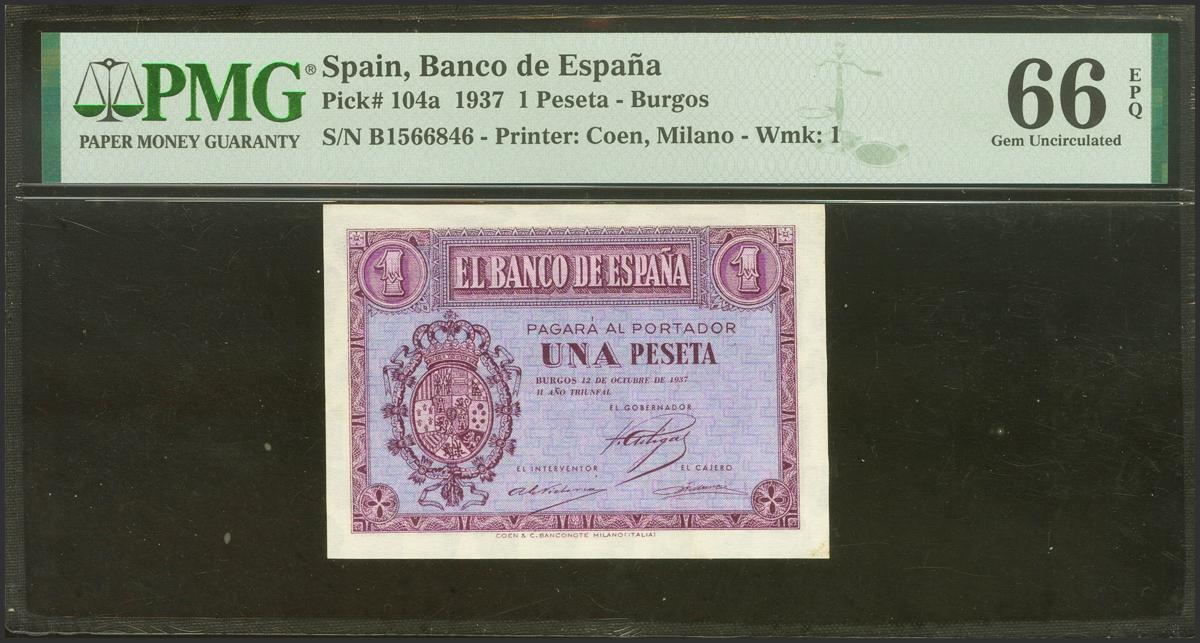 PMG®
PAPER MONEY GUARANTY
Spain, Banco de España
Pick# 104a 1937 1 Peseta - Burgos
S/N B1566846 - Printer: Coen, Milano - Wmk: 1
66
EPQ
Gem Uncirculated
1 EL BANCO DE ESPAÑA 1
PAGARÁ AL PORTADOR
UNA PESETA
BURGOS 12 DE OCTUBRE DE 1937
II AÑO TRIUNFAL
EL GOBERNADOR
EL INTERVENTOR EL CAJERO
COEN & C. BANCONOTE MILANO (ITALIA)